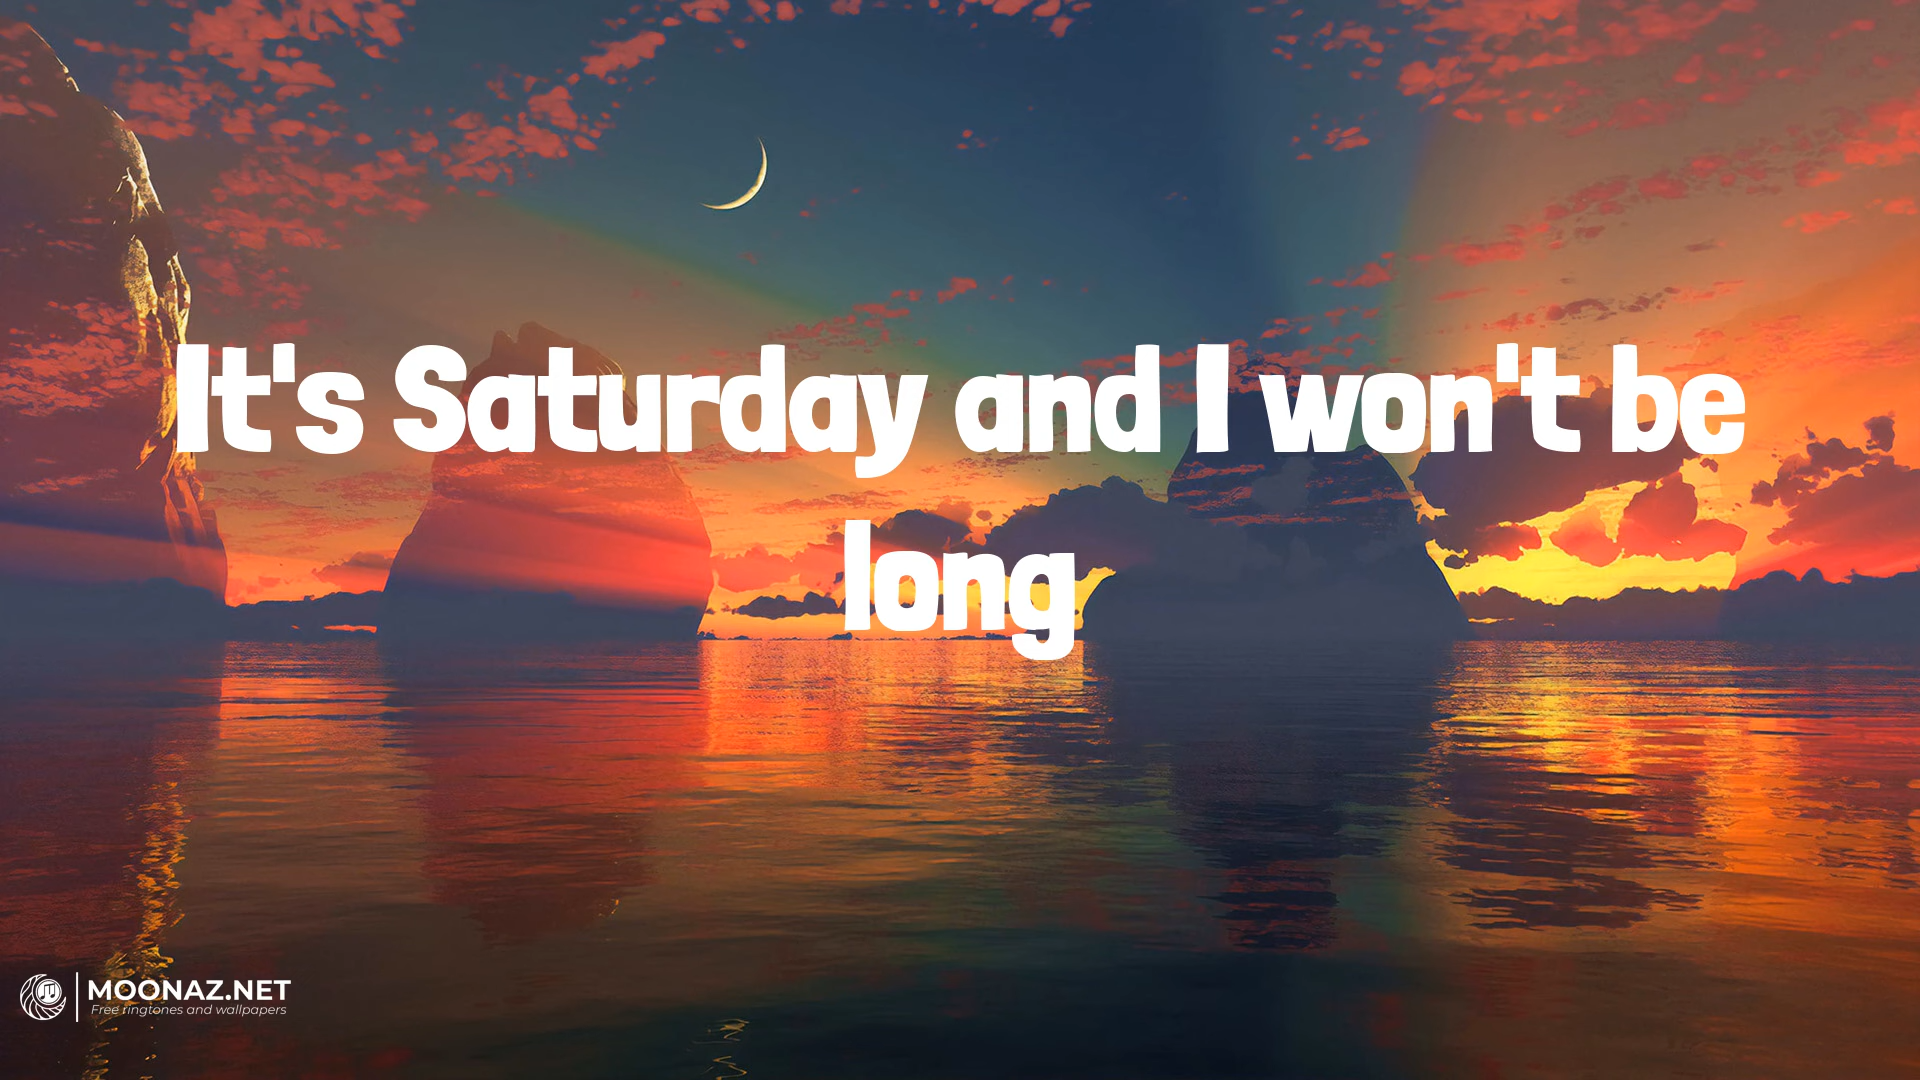 It's Saturday and I won't be
long
MOONAZ.NET
Free ringtones and wallpapers